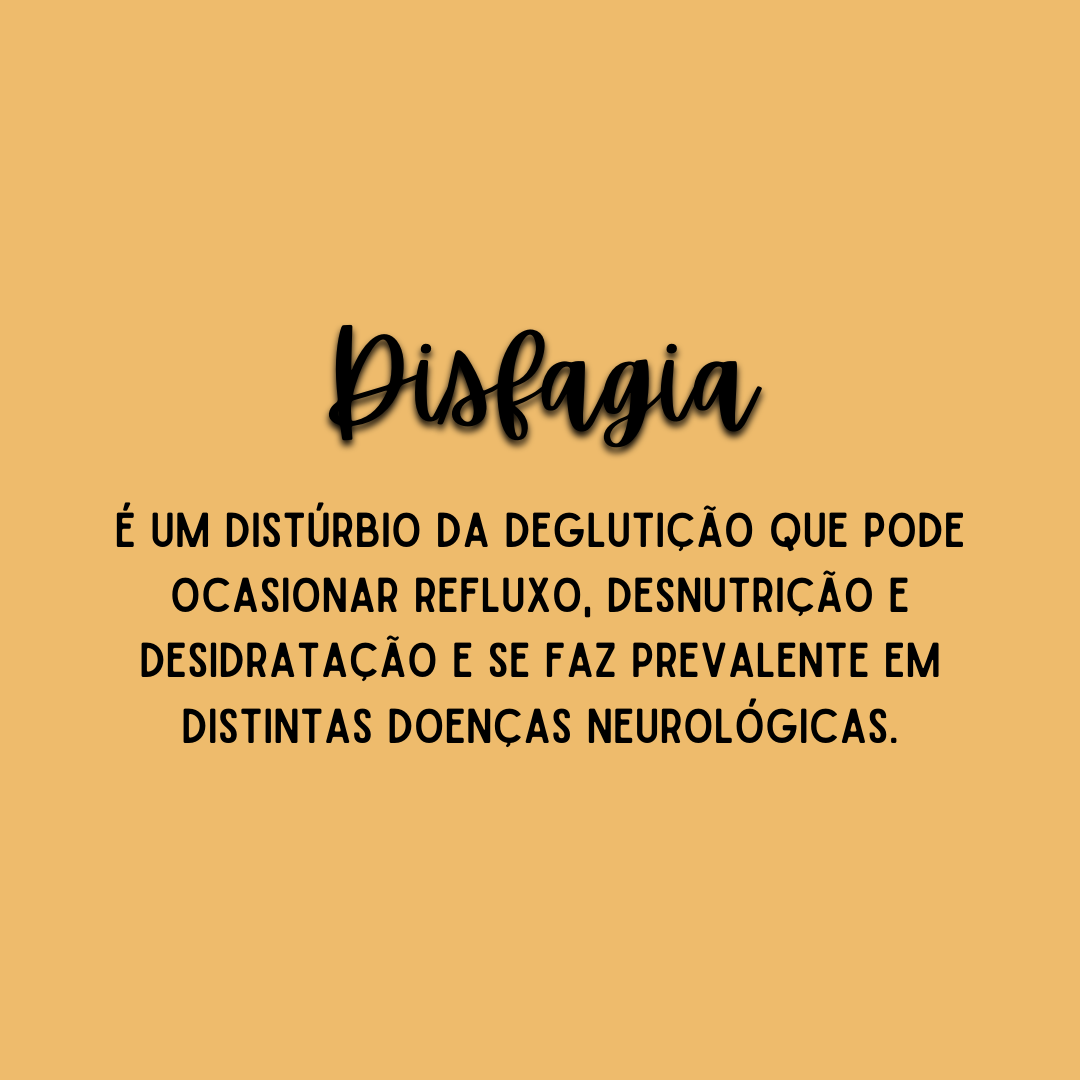 Disfagia
É UM DISTÚRBIO DA DEGLUTIÇÃO QUE PODE
OCASIONAR REFLUXO, DESNUTRIÇÃO E
DESIDRATAÇÃO E SE FAZ PREVALENTE EM
DISTINTAS DOENÇAS NEUROLÓGICAS.